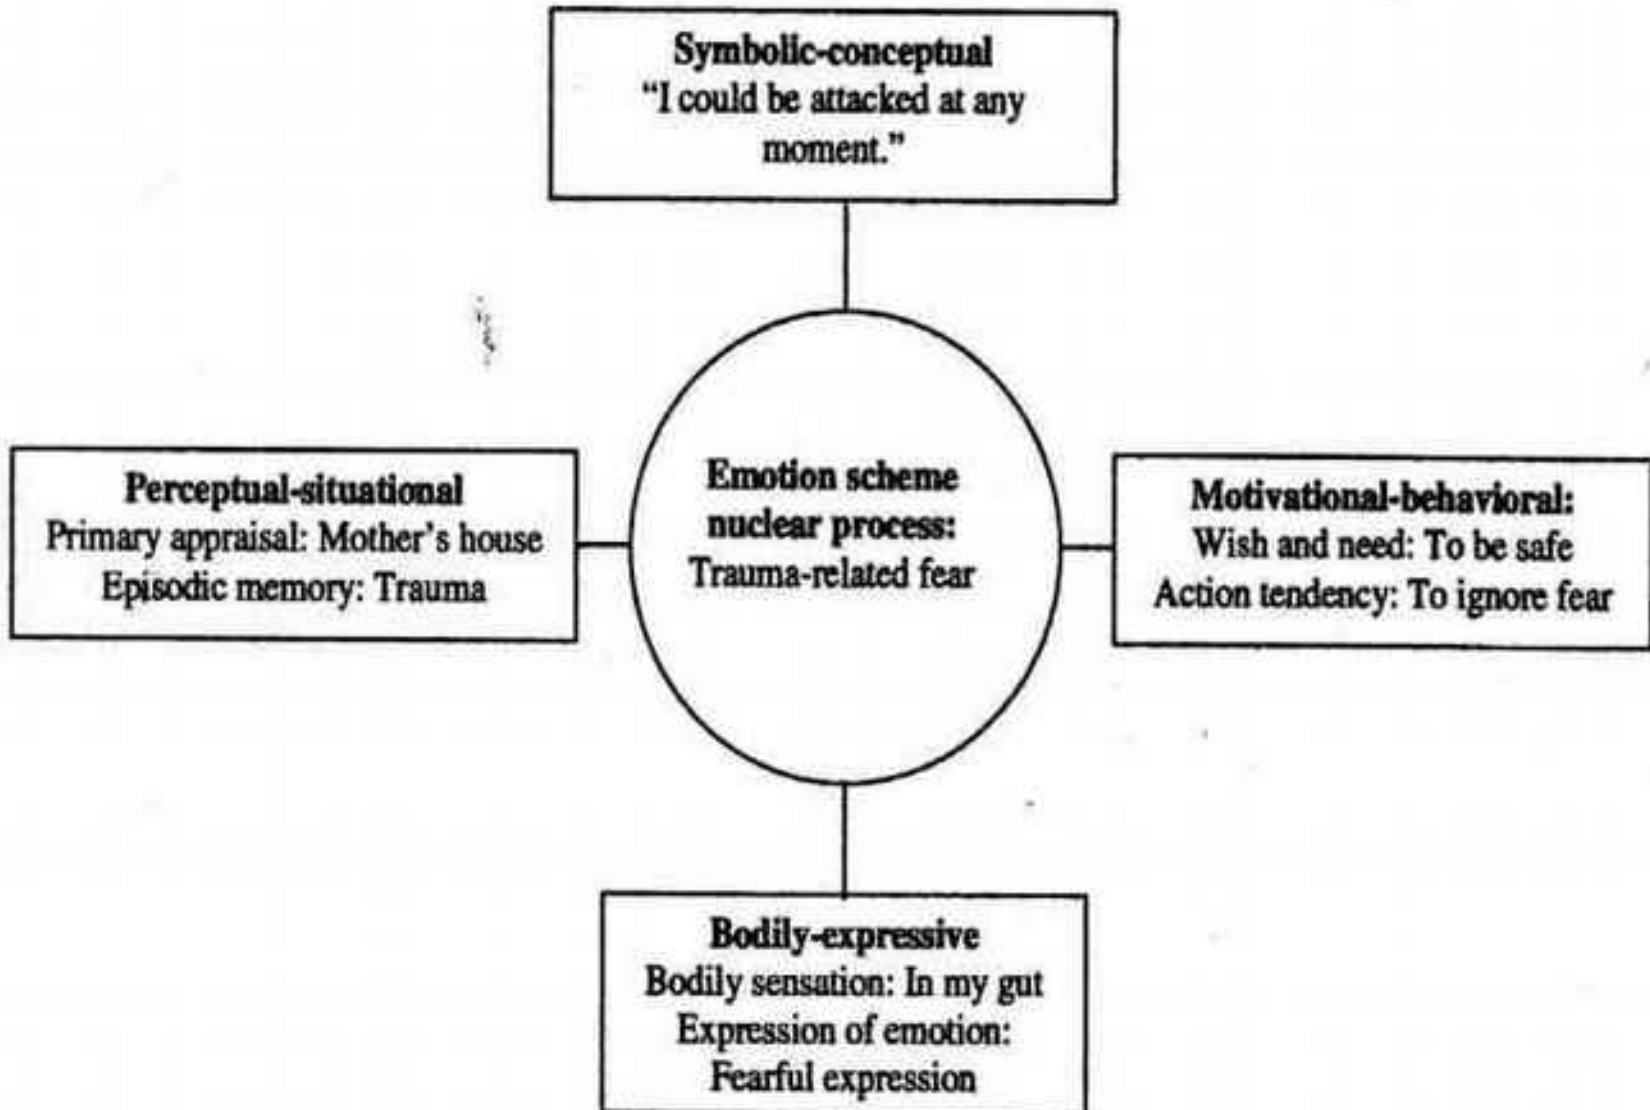 Symbolic-conceptual
“I could be attacked at any
moment.”
Perceptual-situational
Primary appraisal: Mother’s house
Episodic memory: Trauma
Emotion scheme
nuclear process:
Trauma-related fear
Motivational-behavioral:
Wish and need: To be safe
Action tendency: To ignore fear
Bodily-expressive
Bodily sensation: In my gut
Expression of emotion:
Fearful expression